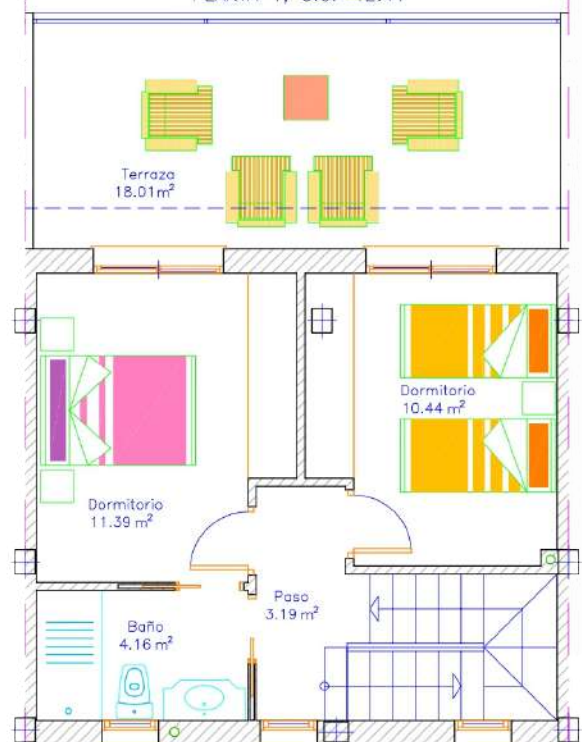 Terraza
18.01m²
Dormitorio
10.44 m²
Dormitorio
11.39 m²
Paso
3.19 m²
Baño
4.16 m²